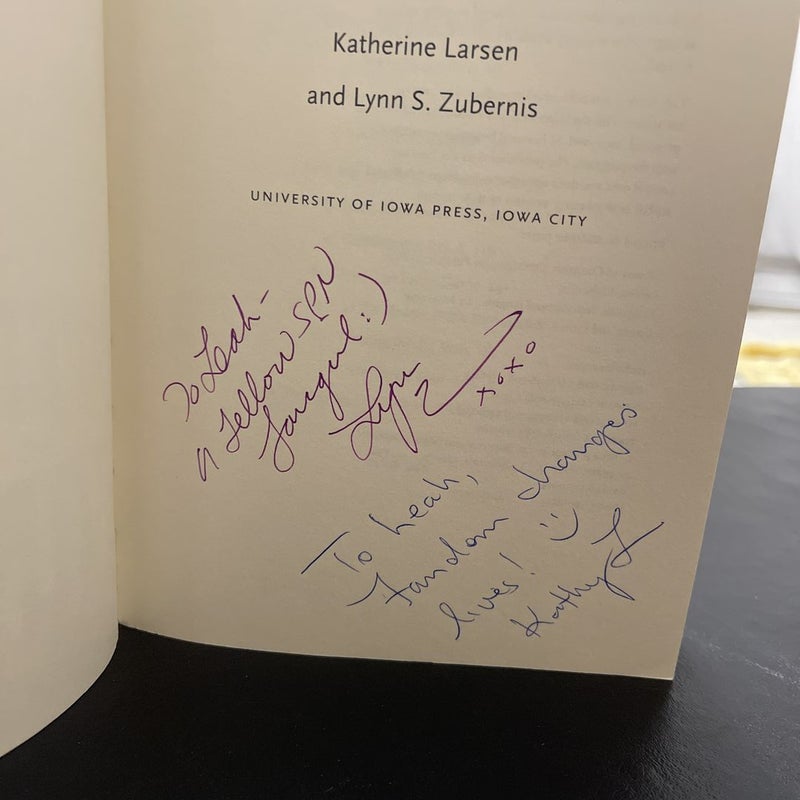 Katherine Larsen
and Lynn S. Zubernis
UNIVERSITY OF IOWA PRESS, IOWA CITY
To Leah-
a fellow SPN
fangirl :)
Lynn Z
xoxo
To Leah,
Fandom changes
lives! :)
Kathy L